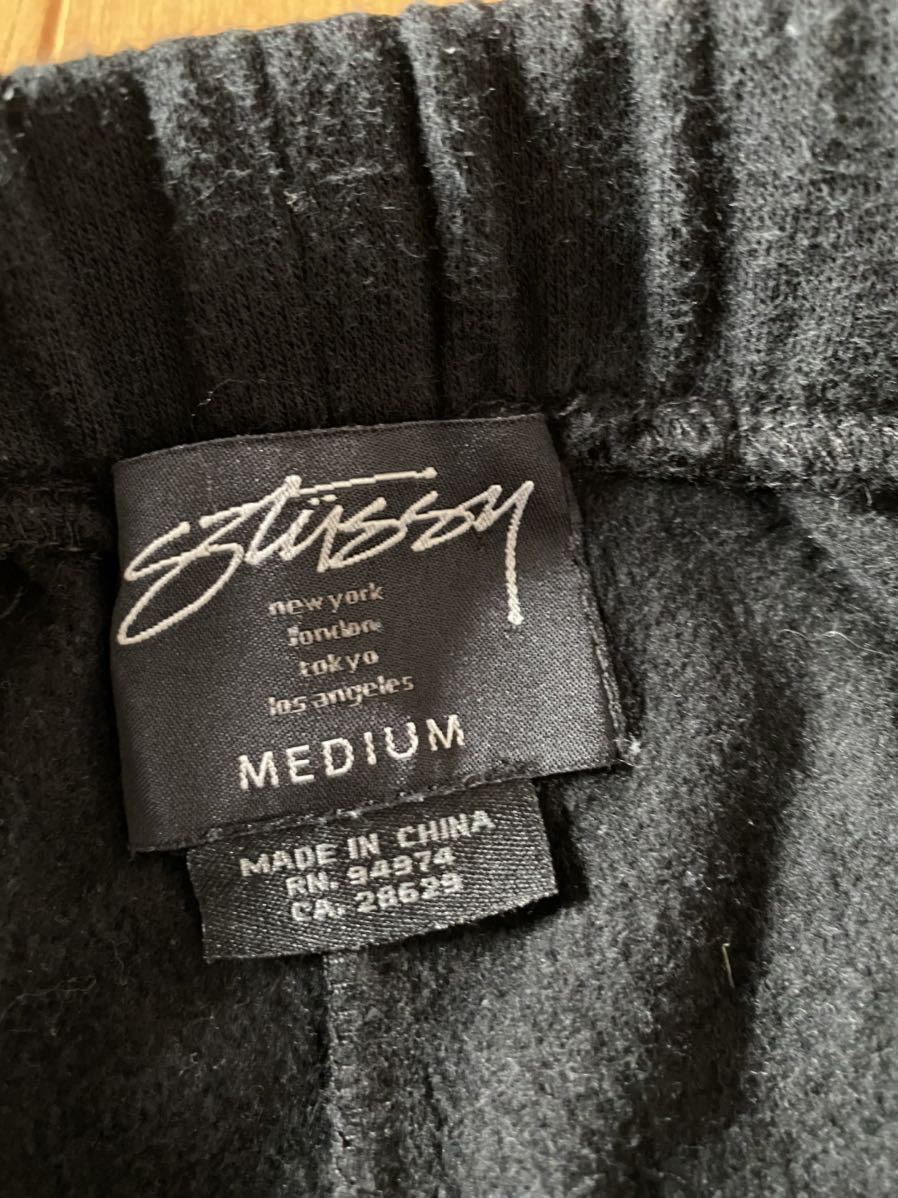 Stüssy
new york
london
tokyo
los angeles
MEDIUM
MADE IN CHINA
RN. 94974
CA. 28629